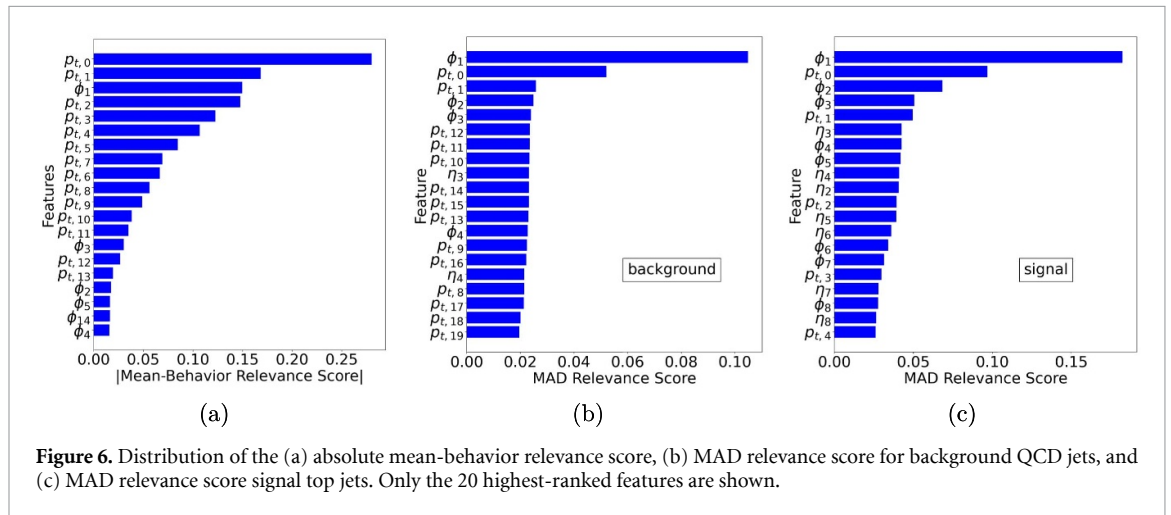 Features
p_{t, 0}
p_{t, 1}
ϕ_1
p_{t, 2}
p_{t, 3}
p_{t, 4}
p_{t, 5}
p_{t, 7}
p_{t, 6}
p_{t, 8}
p_{t, 9}
p_{t, 10}
p_{t, 11}
ϕ_3
p_{t, 12}
p_{t, 13}
ϕ_2
ϕ_5
ϕ_14
ϕ_4
0.00 0.05 0.10 0.15 0.20 0.25
|Mean-Behavior Relevance Score|
(a)
Feature
ϕ_1
p_{t, 0}
p_{t, 1}
ϕ_2
ϕ_3
p_{t, 12}
p_{t, 11}
p_{t, 10}
η_3
p_{t, 14}
p_{t, 15}
p_{t, 13}
ϕ_4
p_{t, 9}
p_{t, 16}
η_4
p_{t, 8}
p_{t, 17}
p_{t, 18}
p_{t, 19}
background
0.00 0.02 0.04 0.06 0.08 0.10
MAD Relevance Score
(b)
Feature
ϕ_1
p_{t, 0}
ϕ_2
ϕ_3
p_{t, 1}
η_3
ϕ_4
ϕ_5
η_4
η_2
p_{t, 2}
η_5
η_6
ϕ_6
ϕ_7
p_{t, 3}
η_7
ϕ_8
η_8
p_{t, 4}
signal
0.00 0.05 0.10 0.15
MAD Relevance Score
(c)
Figure 6. Distribution of the (a) absolute mean-behavior relevance score, (b) MAD relevance score for background QCD jets, and
(c) MAD relevance score signal top jets. Only the 20 highest-ranked features are shown.